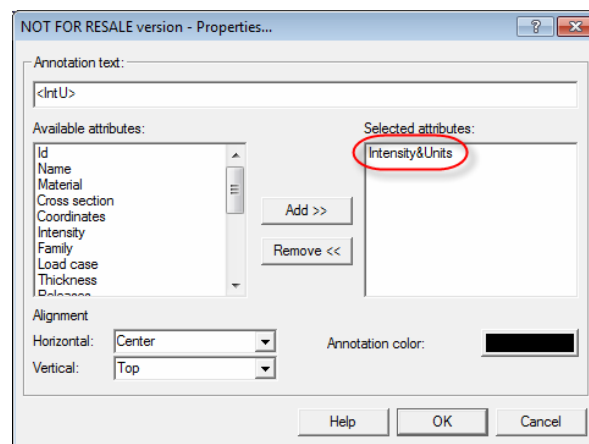 NOT FOR RESALE version - Properties...
Annotation text:
<IntU>
Available attributes:
Selected attributes:
Id
Name
Material
Cross section
Coordinates
Intensity
Family
Load case
Thickness
Releases
Intensity&Units
Add >>
Remove <<
Alignment
Horizontal:
Center
Annotation color:
Vertical:
Top
Help
OK
Cancel